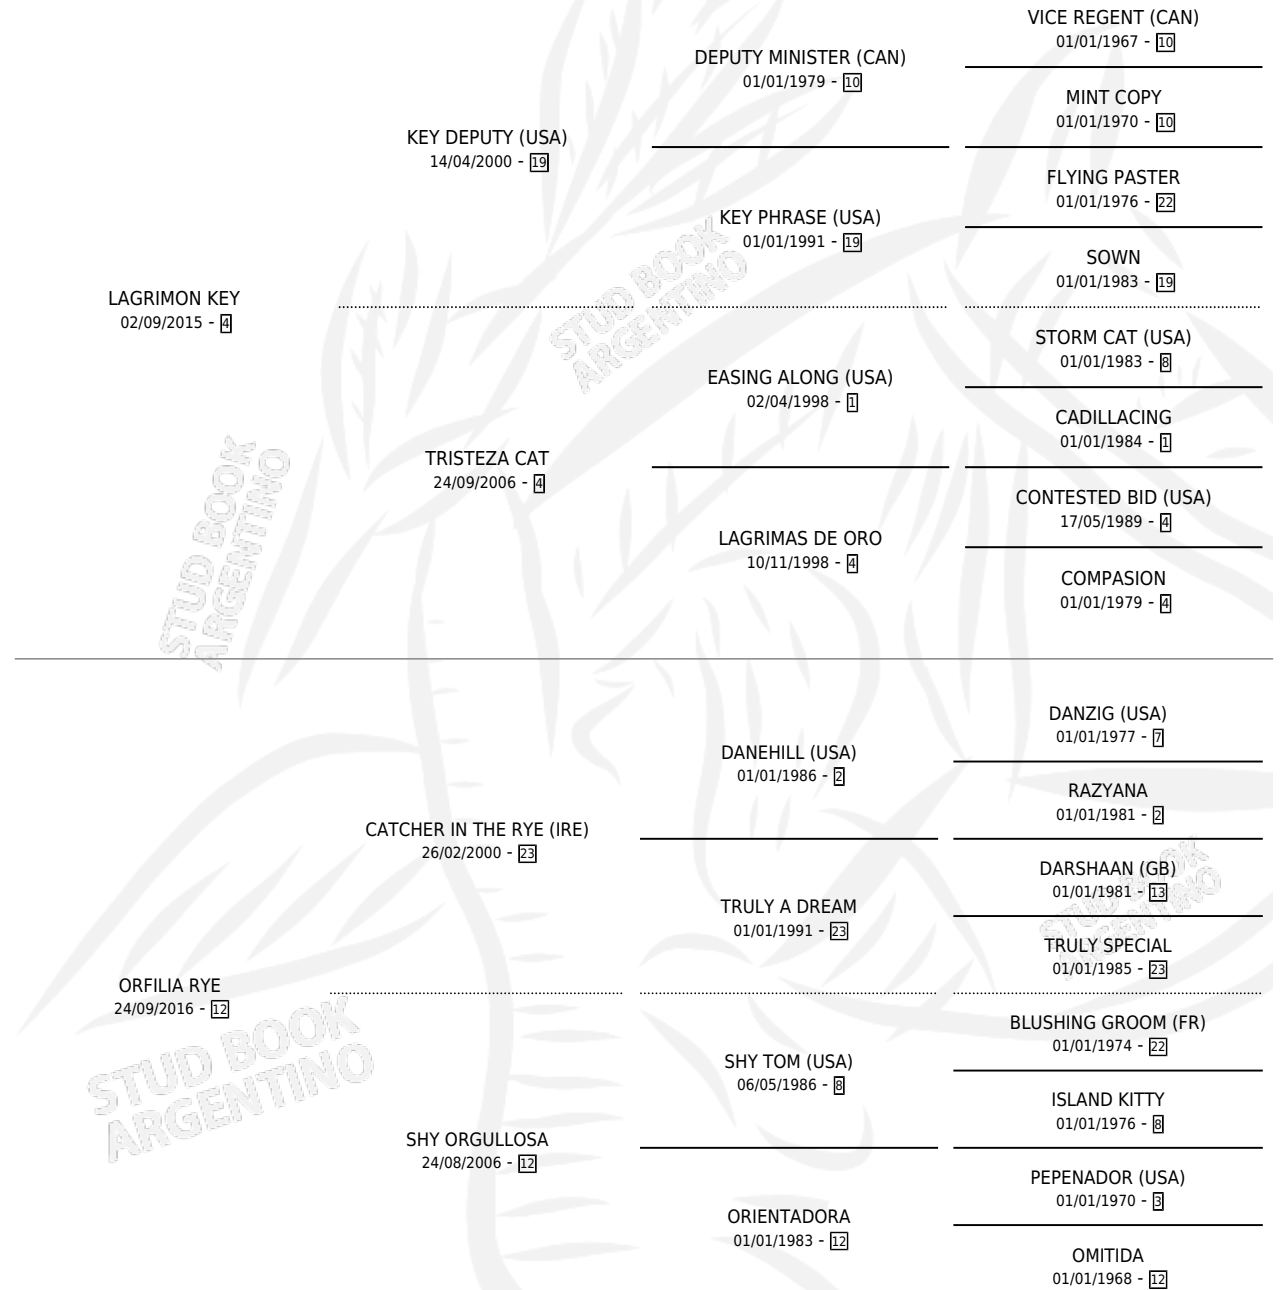 VICE REGENT (CAN)
01/01/1967 - 10
DEPUTY MINISTER (CAN)
01/01/1979 - 10
MINT COPY
01/01/1970 - 10
KEY DEPUTY (USA)
14/04/2000 - 19
FLYING PASTER
01/01/1976 - 22
KEY PHRASE (USA)
01/01/1991 - 19
SOWN
01/01/1983 - 19
LAGRIMON KEY
02/09/2015 - 4
STUD BOOK
ARGENTINO
STORM CAT (USA)
01/01/1983 - 8
EASING ALONG (USA)
02/04/1998 - 1
CADILLACING
01/01/1984 - 1
TRISTEZA CAT
24/09/2006 - 4
CONTESTED BID (USA)
17/05/1989 - 4
LAGRIMAS DE ORO
10/11/1998 - 4
COMPASION
01/01/1979 - 4
STUD BOOK
ARGENTINO
DANZIG (USA)
01/01/1977 - 7
DANEHILL (USA)
01/01/1986 - 2
RAZYANA
01/01/1981 - 2
CATCHER IN THE RYE (IRE)
26/02/2000 - 23
DARSHAAN (GB)
01/01/1981 - 13
STUD BOOK
ARGENTINO
TRULY A DREAM
01/01/1991 - 23
TRULY SPECIAL
01/01/1985 - 23
ORFILIA RYE
24/09/2016 - 12
STUD BOOK
ARGENTINO
BLUSHING GROOM (FR)
01/01/1974 - 22
SHY TOM (USA)
06/05/1986 - 8
ISLAND KITTY
01/01/1976 - 8
SHY ORGULLOSA
24/08/2006 - 12
PEPENADOR (USA)
01/01/1970 - 3
ORIENTADORA
01/01/1983 - 12
OMITIDA
01/01/1968 - 12